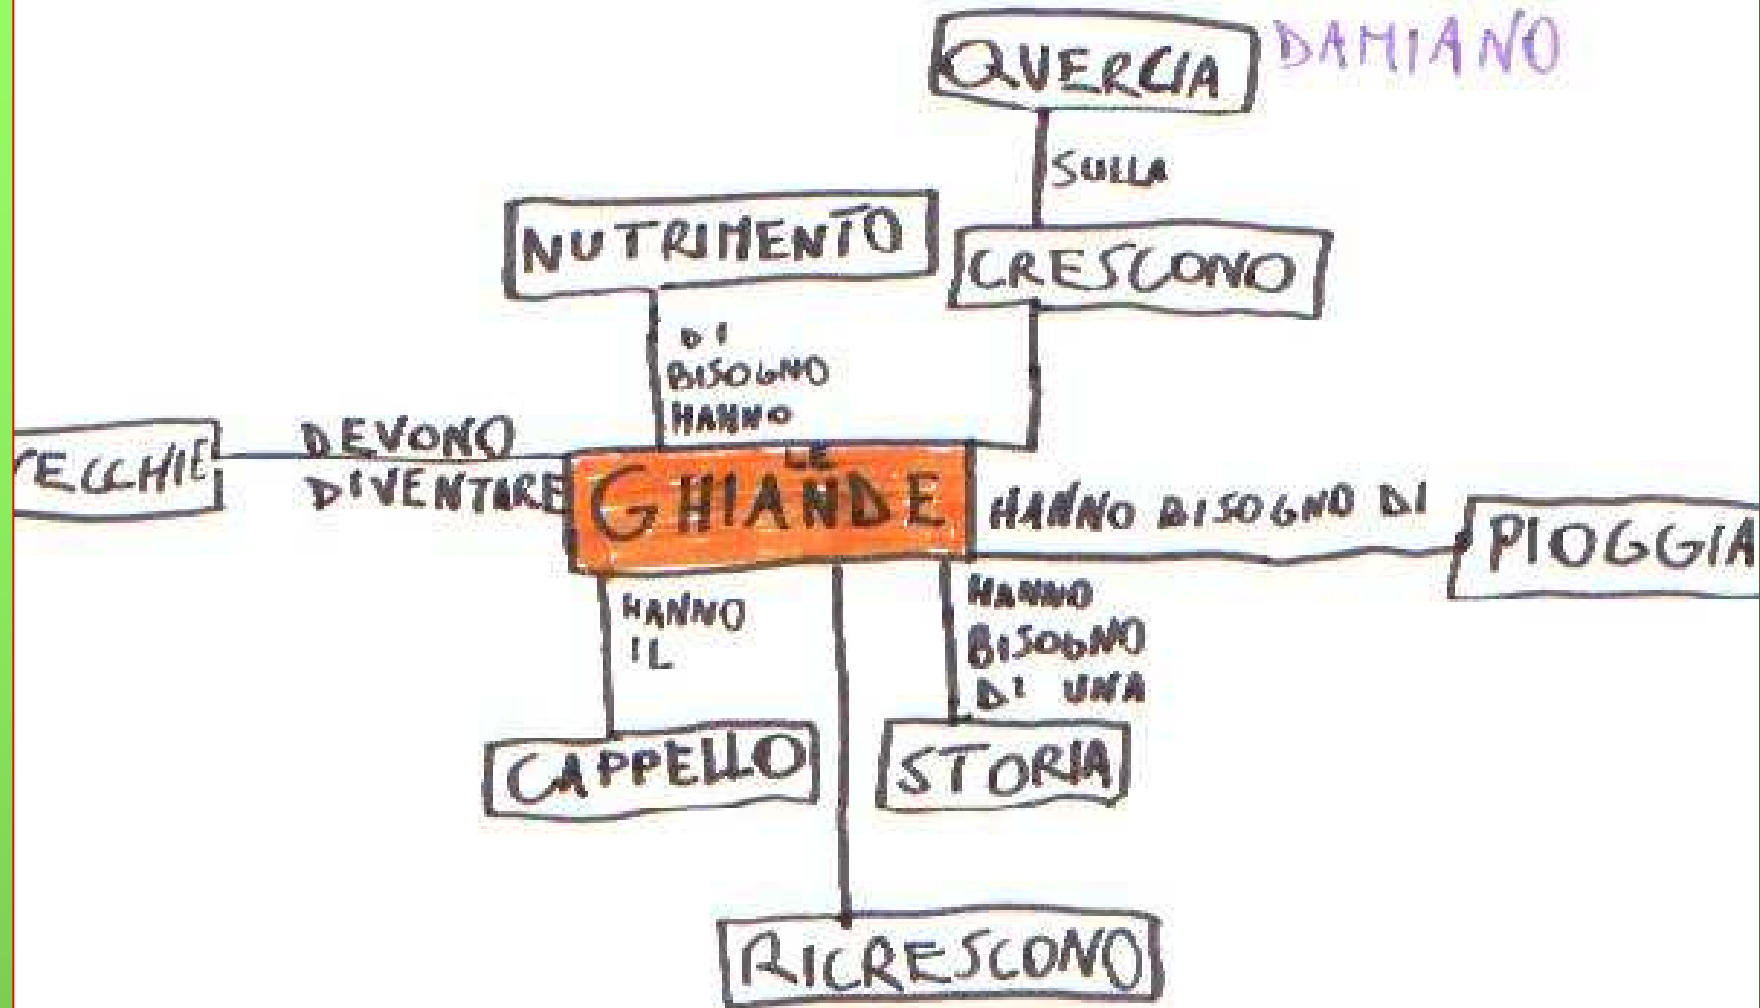 QUERCIA DAMIANO
SULLA
NUTRIMENTO
CRESCONO
DI
BISOGNO
HANNO
VECCHIE
DEVONO
DIVENTARE
LE
GHIANDE
HANNO BISOGNO DI
PIOGGIA
HANNO
IL
HANNO
BISOGNO
DI UNA
CAPPELLO
STORIA
RICRESCONO